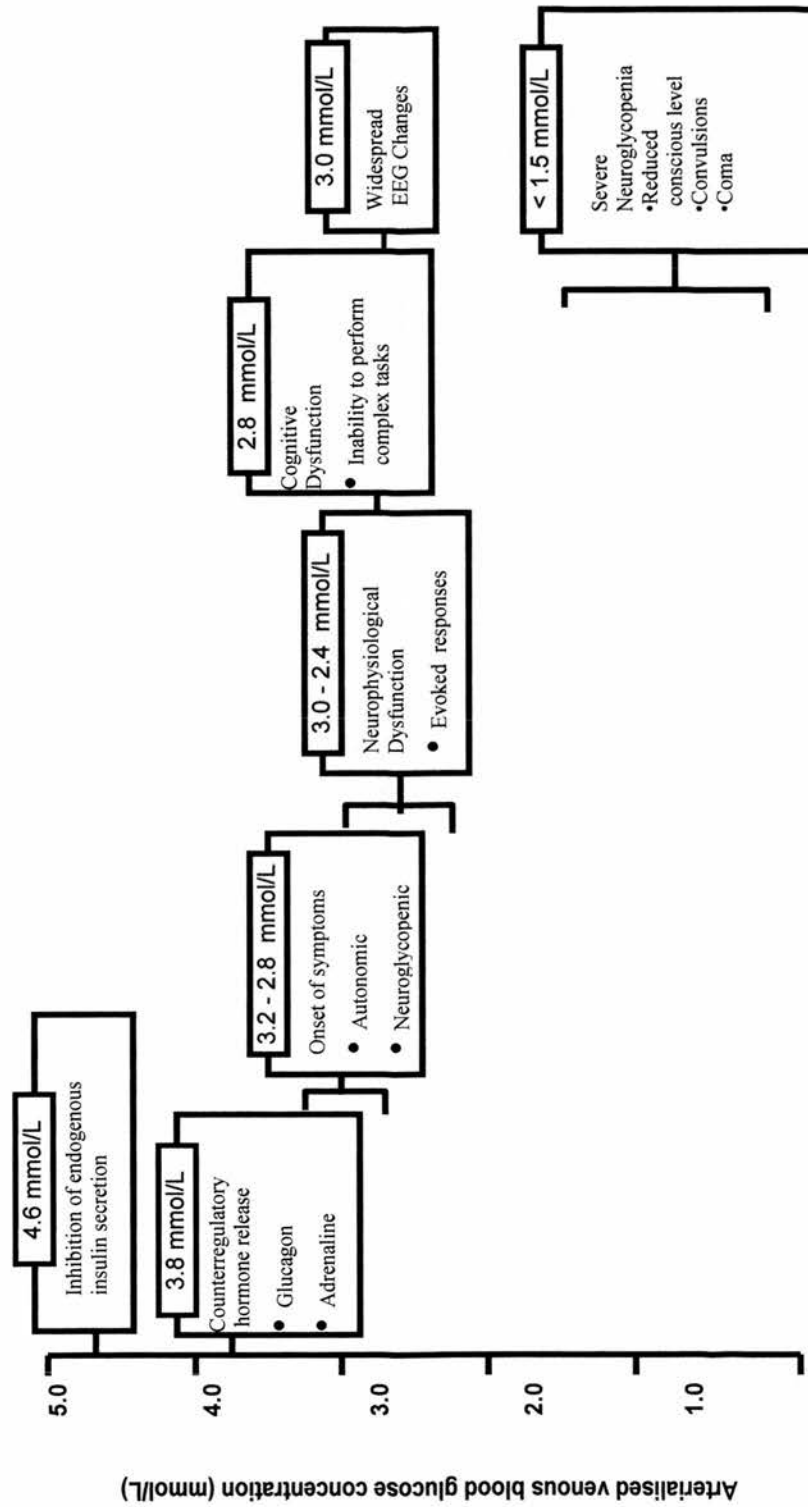 Arterialised venous blood glucose concentration (mmol/L)
5.0
4.0
3.0
2.0
1.0
4.6 mmol/L
Inhibition of endogenous
insulin secretion
3.8 mmol/L
Counterregulatory
hormone release
• Glucagon
• Adrenaline
3.2 - 2.8 mmol/L
Onset of symptoms
• Autonomic
• Neuroglycopenic
3.0 - 2.4 mmol/L
Neurophysiological
Dysfunction
• Evoked responses
2.8 mmol/L
Cognitive
Dysfunction
• Inability to perform
complex tasks
3.0 mmol/L
Widespread
EEG Changes
< 1.5 mmol/L
Severe
Neuroglycopenia
•Reduced
conscious level
•Convulsions
•Coma